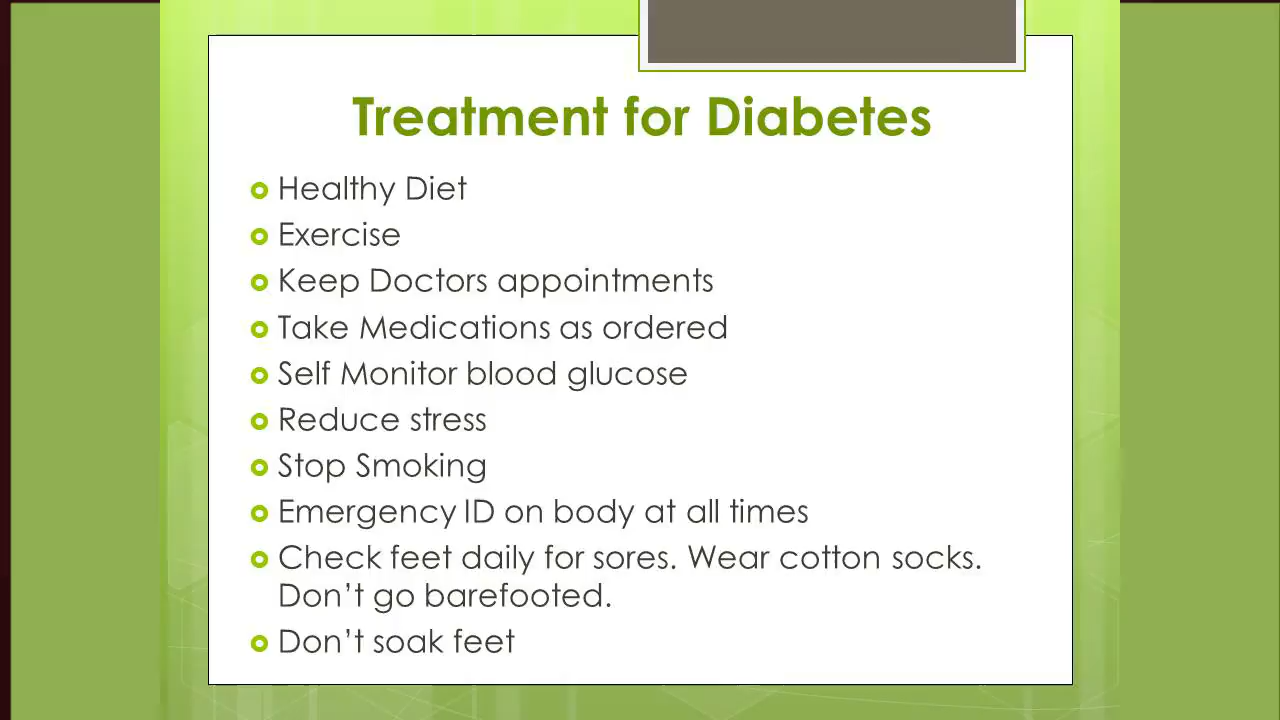 Treatment for Diabetes
Healthy Diet
Exercise
Keep Doctors appointments
Take Medications as ordered
Self Monitor blood glucose
Reduce stress
Stop Smoking
Emergency ID on body at all times
Check feet daily for sores. Wear cotton socks.
Don’t go barefooted.
Don’t soak feet